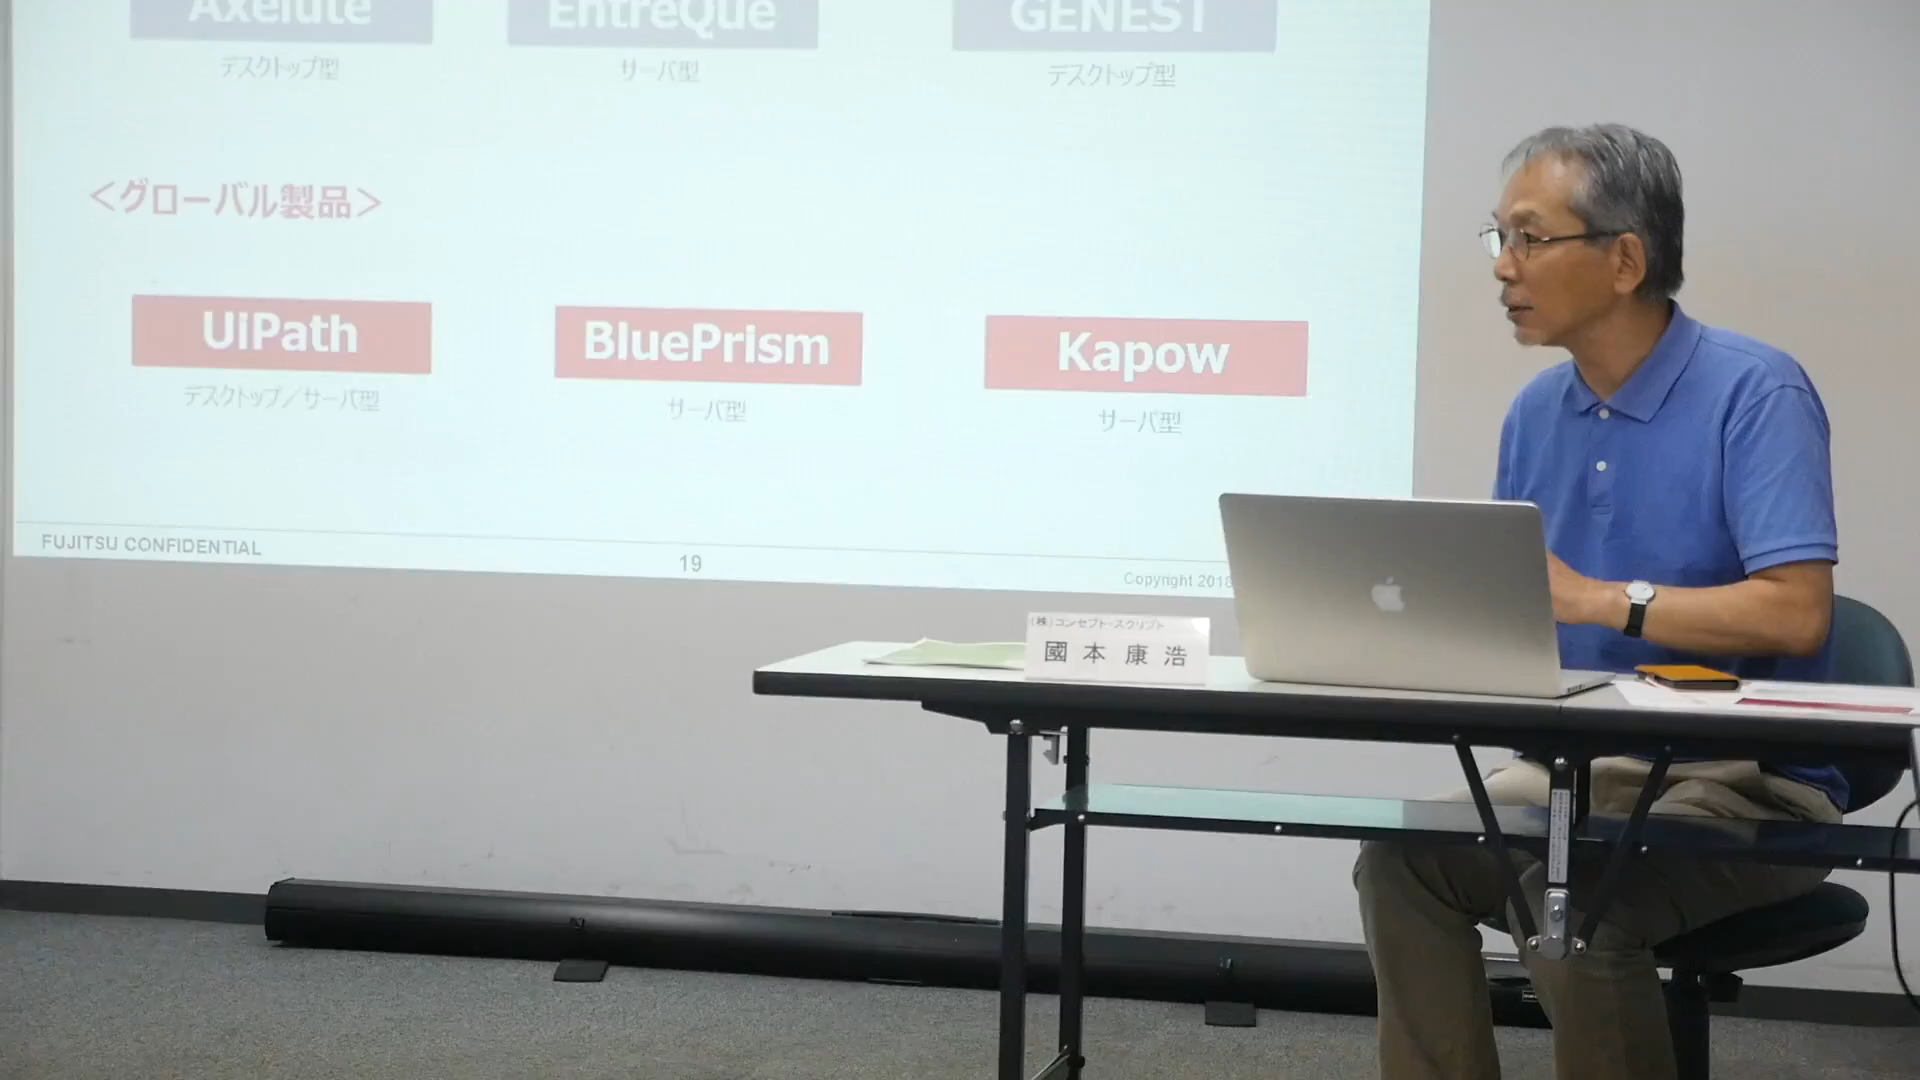 Axelute
EntreQue
GENEST
デスクトップ型
サーバ型
デスクトップ型
＜グローバル製品＞
UiPath
BluePrism
Kapow
デスクトップ／サーバ型
サーバ型
サーバ型
FUJITSU CONFIDENTIAL
19
Copyright 2018
(株)コンセプト・スクリプト
國本康浩